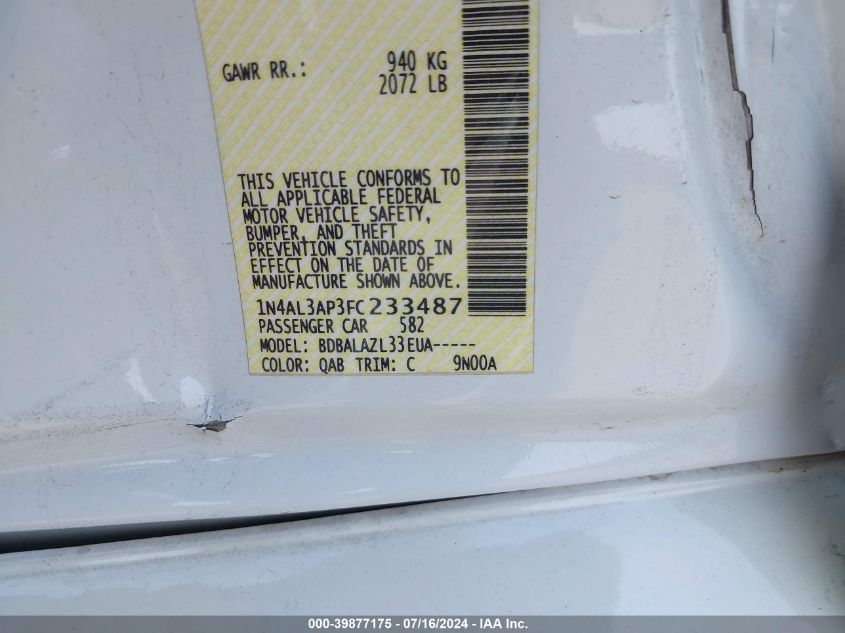 GAWR RR.: 940 KG
2072 LB
THIS VEHICLE CONFORMS TO
ALL APPLICABLE FEDERAL
MOTOR VEHICLE SAFETY,
BUMPER, AND THEFT
PREVENTION STANDARDS IN
EFFECT ON THE DATE OF
MANUFACTURE SHOWN ABOVE.
1N4AL3AP3FC233487
PASSENGER CAR 582
MODEL: BDBALAZL33EUA-----
COLOR: QAB TRIM: C 9N00A
000-39877175 - 07/16/2024 - IAA Inc.